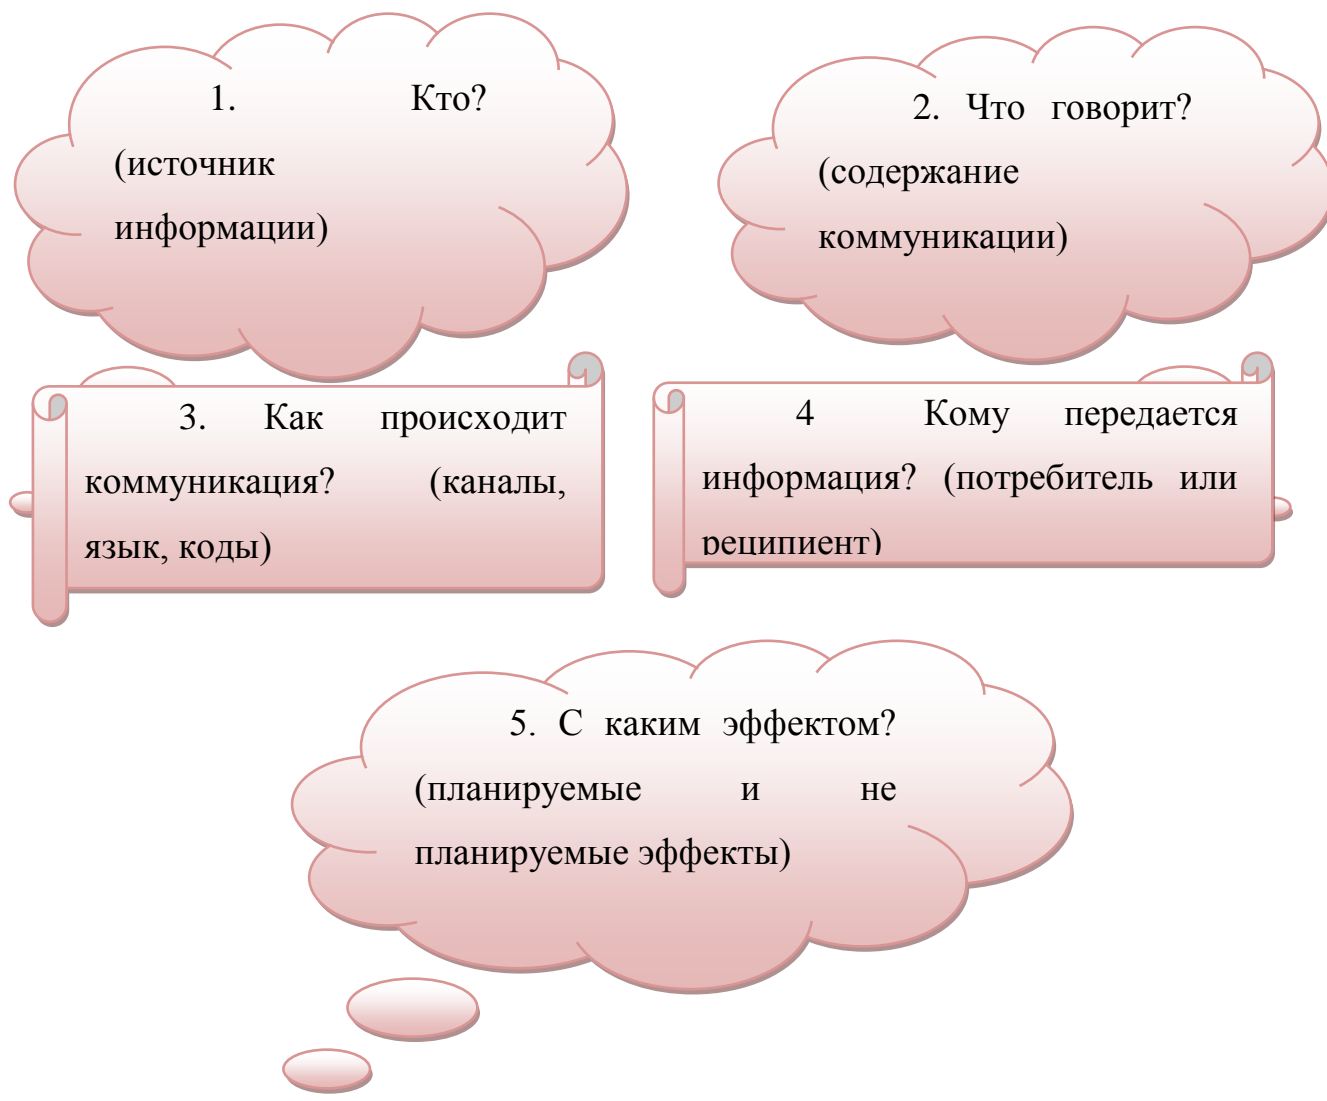 1. Кто?
(источник
информации)
2. Что говорит?
(содержание
коммуникации)
3. Как происходит
коммуникация? (каналы,
язык, коды)
4 Кому передается
информация? (потребитель или
реципиент)
5. С каким эффектом?
(планируемые и не
планируемые эффекты)